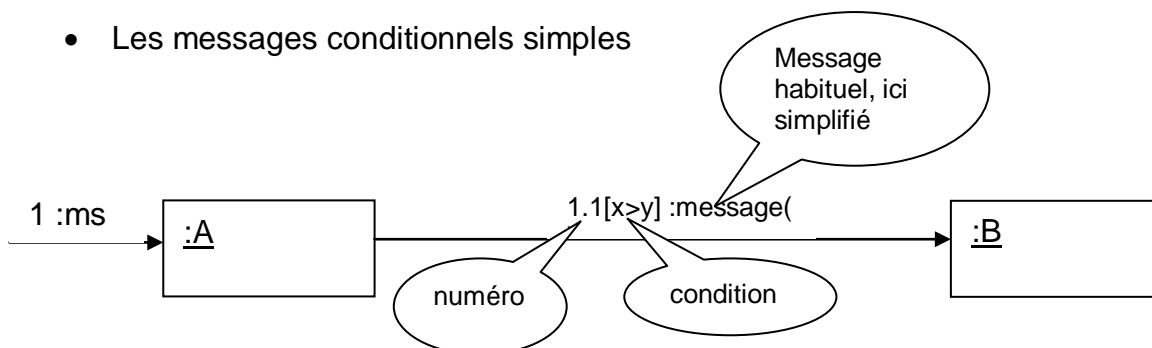 • Les messages conditionnels simples
Message
habituel, ici
simplifié
1 :ms
:A
1.1[x>y] :message(
:B
numéro
condition